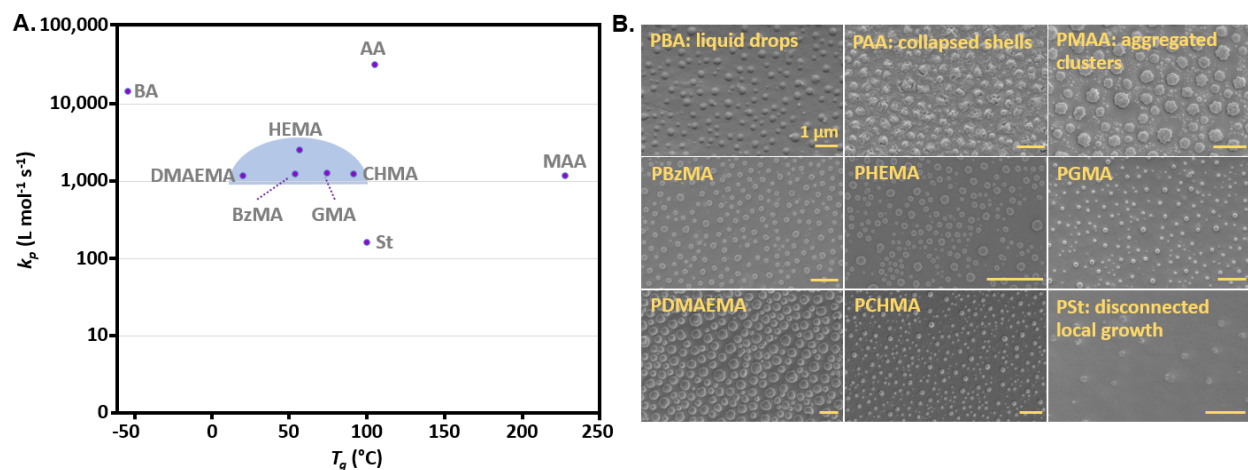 A.
100,000
10,000
1,000
100
10
0
k_p (L mol⁻¹ s⁻¹)
-50
0
50
100
150
200
250
T_g (°C)
AA
BA
HEMA
DMAEMA
CHMA
MAA
BzMA
GMA
St
B.
PBA: liquid drops
1 µm
PAA: collapsed shells
PMAA: aggregated
clusters
PBzMA
PHEMA
PGMA
PDMAEMA
PCHMA
PSt: disconnected
local growth